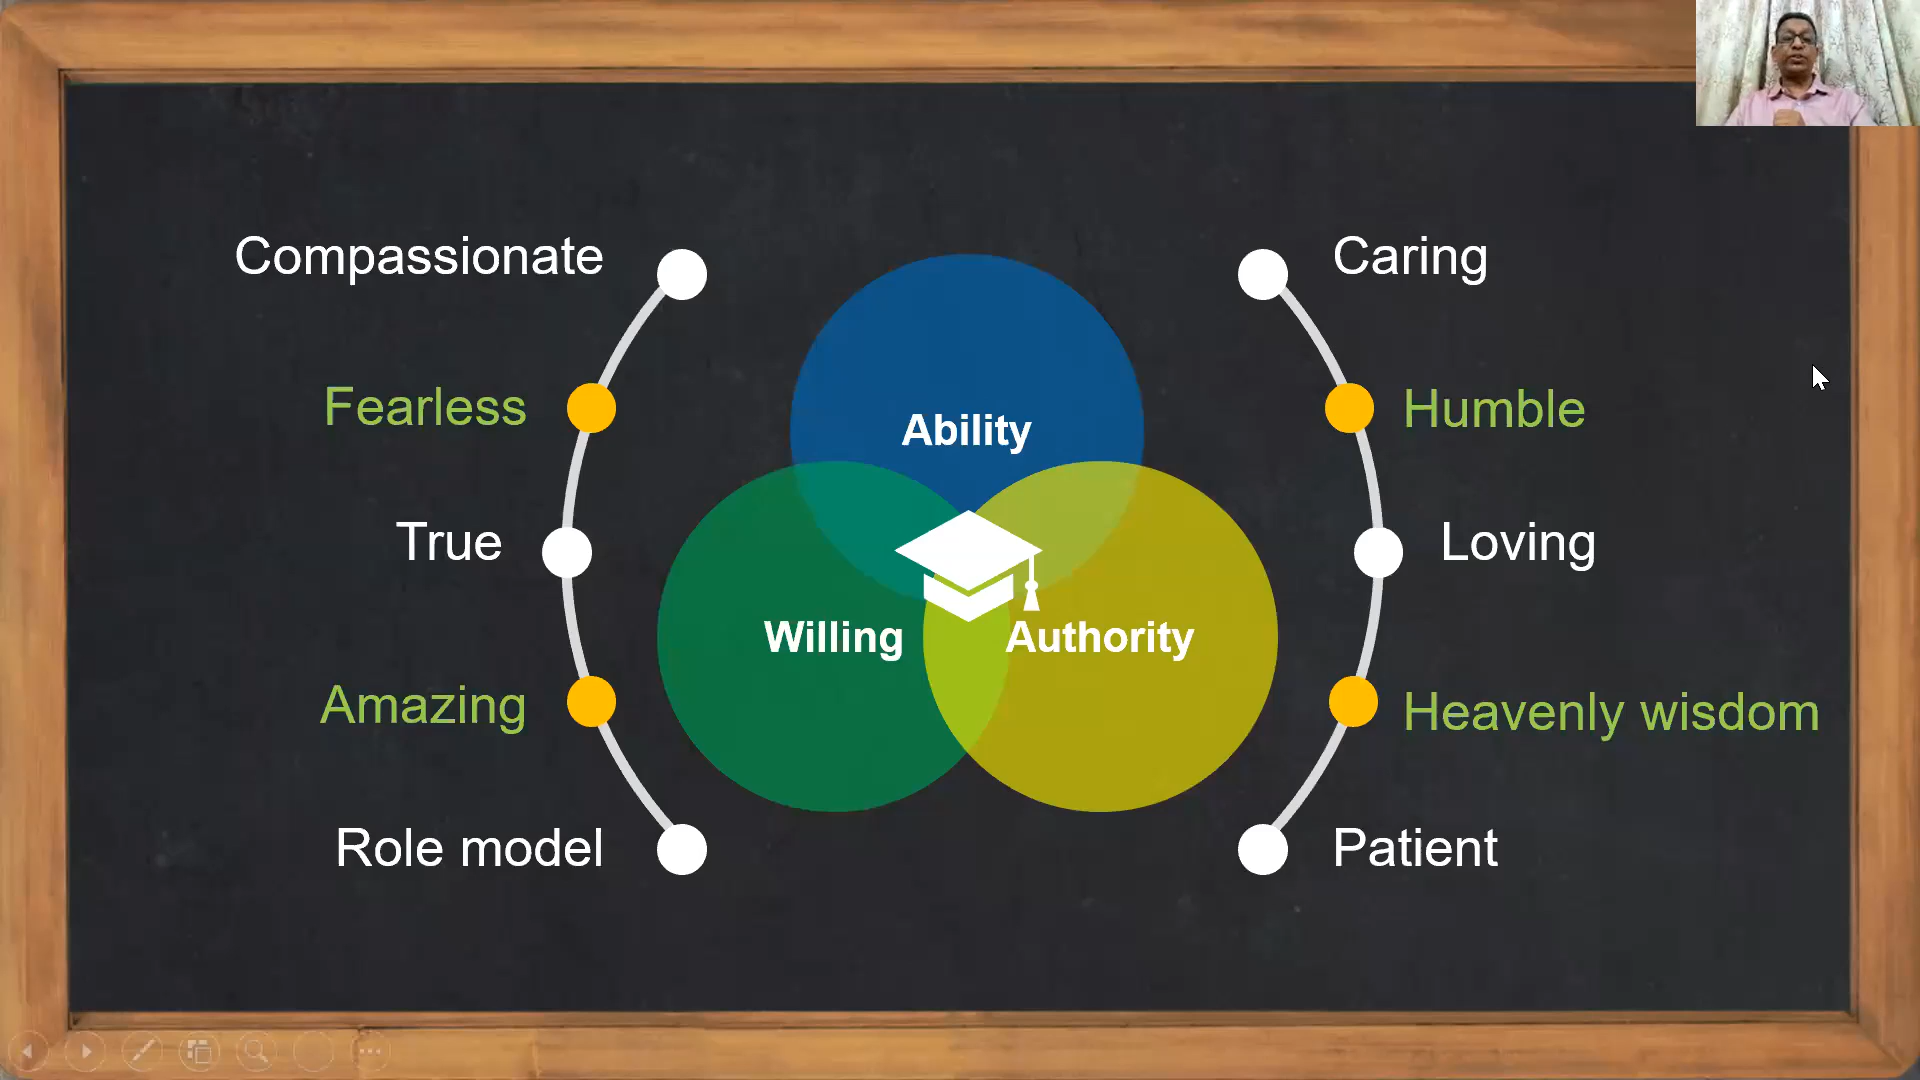 Compassionate
Fearless
True
Amazing
Role model
Ability
Willing
Authority
Caring
Humble
Loving
Heavenly wisdom
Patient